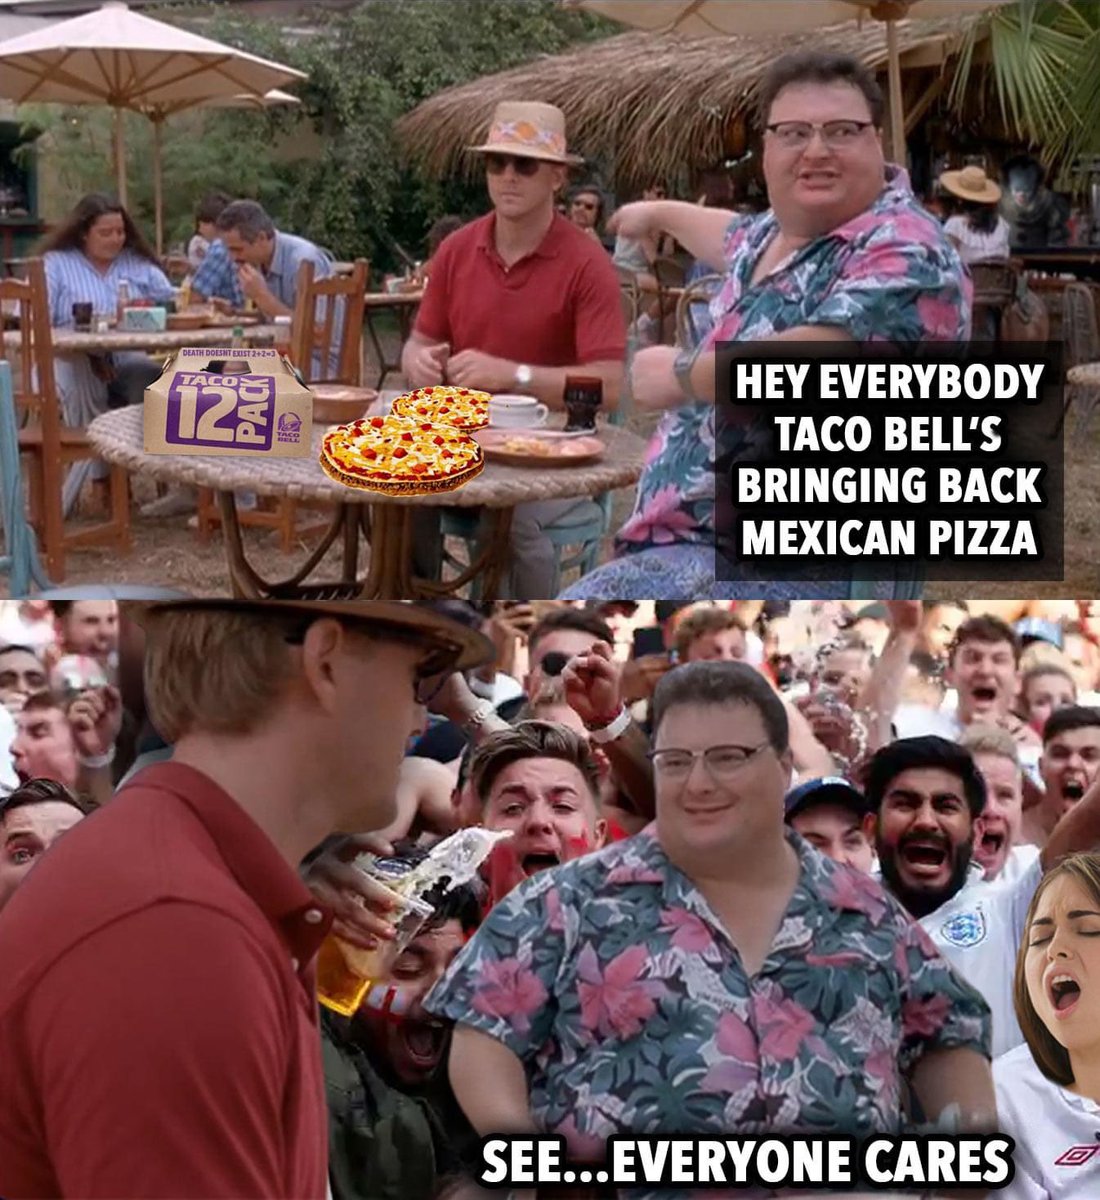 DEATH DOESNT EXIST 2+2=3
TACO
12
PACK
TACO
BELL
HEY EVERYBODY
TACO BELL'S
BRINGING BACK
MEXICAN PIZZA
SEE...EVERYONE CARES